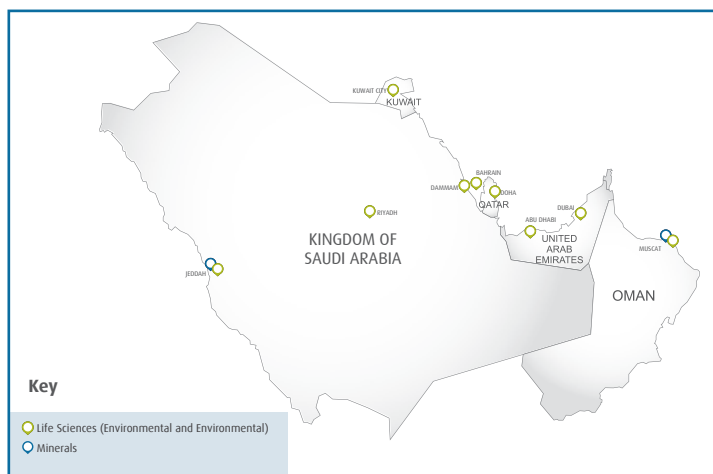 KUWAIT CITY
KUWAIT
BAHRAIN
DAMMAM
DOHA
QATAR
RIYADH
DUBAI
ABU DHABI
KINGDOM OF
SAUDI ARABIA
UNITED
ARAB
EMIRATES
MUSCAT
JEDDAH
OMAN
Key
Life Sciences (Environmental and Environmental)
Minerals